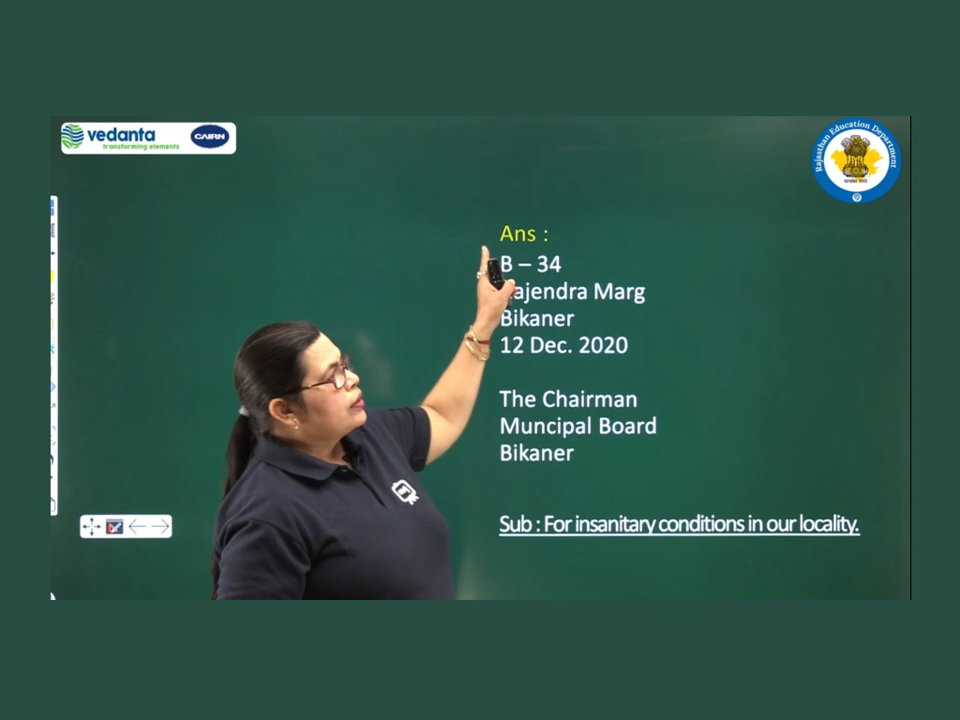 vedanta
transforming elements
CAIRN
Rajasthan Education Department
Ans :
B – 34
Rajendra Marg
Bikaner
12 Dec. 2020
The Chairman
Muncipal Board
Bikaner
Sub : For insanitary conditions in our locality.